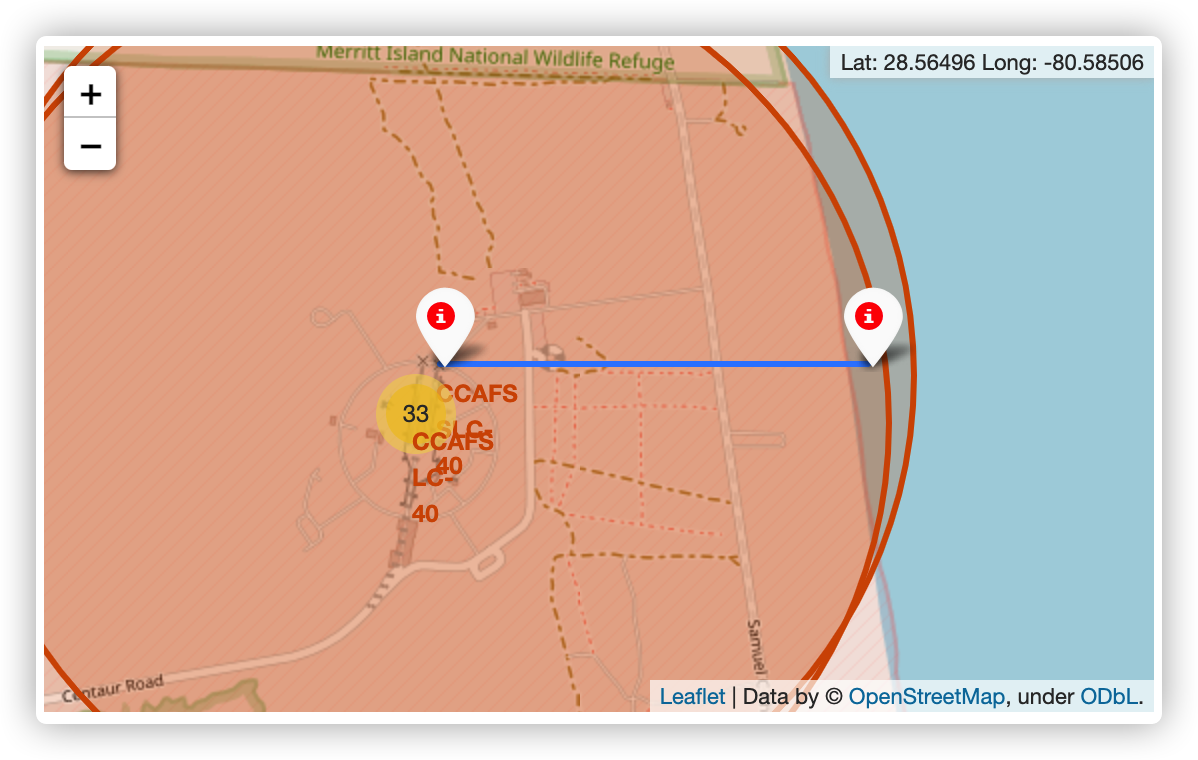 Merritt Island National Wildlife Refuge
Lat: 28.56496 Long: -80.58506
+
−
i
i
33
CCAFS
SLC-
40
CCAFS
LC-
40
Samuel
Centaur Road
Leaflet | Data by © OpenStreetMap, under ODbL.